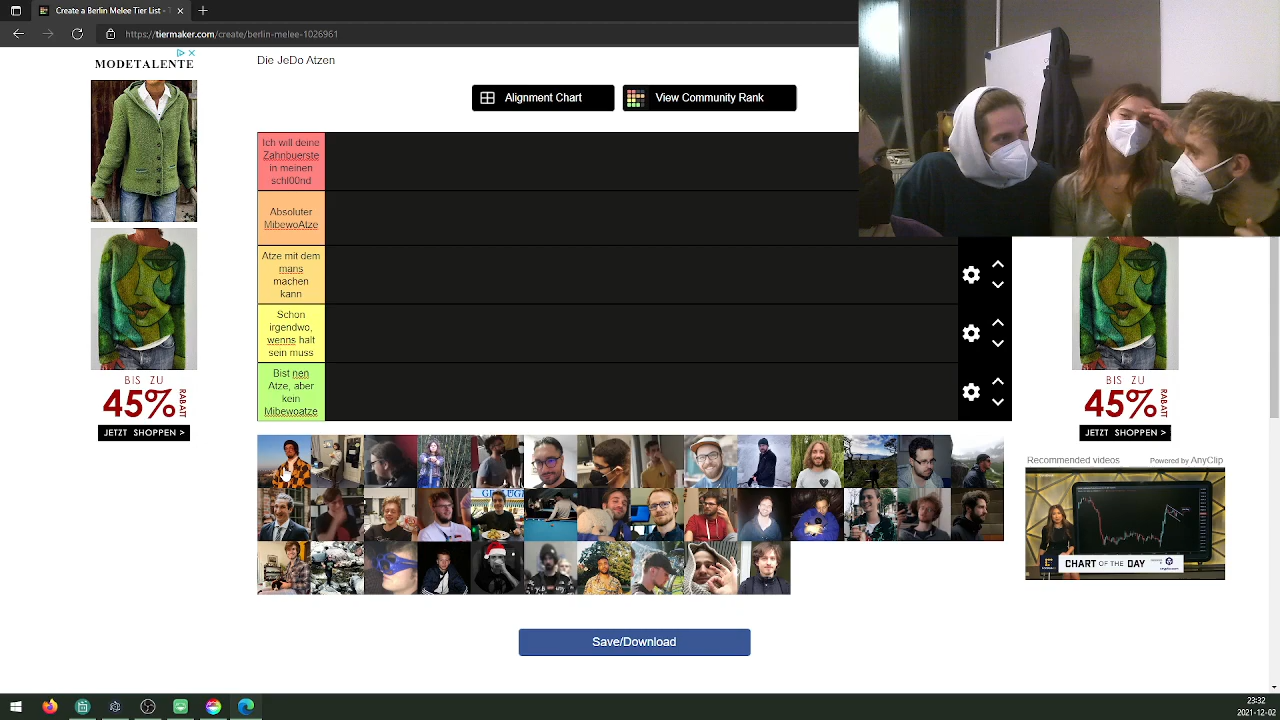 Create a Berlin Melee Tier List - T
https://tiermaker.com/create/berlin-melee-1026961
MODETALENTE
Die JeDo Atzen
Alignment Chart
View Community Rank
Ich will deine
Zahnbuerste
in meinen
schl00nd
Absoluter
MibewoAtze
Atze mit dem
mans
machen
kann
Schon
irgendwo,
wenns halt
sein muss
Bist nen
Atze, aber
kein
Mibewoatze
BIS ZU
45%
RABATT
JETZT SHOPPEN >
BIS ZU
45%
RABATT
JETZT SHOPPEN >
Recommended videos
Powered by AnyClip
CHART OF THE DAY
Save/Download
23:32
2021-12-02